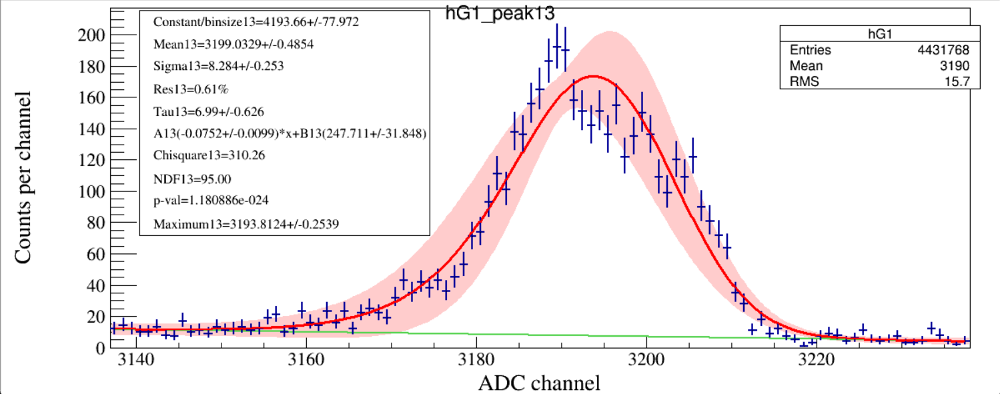 hG1_peak13
Constant/binsize13=4193.66+/-77.972
Mean13=3199.0329+/-0.4854
Sigma13=8.284+/-0.253
Res13=0.61%
Tau13=6.99+/-0.626
A13(-0.0752+/-0.0099)*x+B13(247.711+/-31.848)
Chisquare13=310.26
NDF13=95.00
p-val=1.180886e-024
Maximum13=3193.8124+/-0.2539
hG1
Entries 4431768
Mean 3190
RMS 15.7
Counts per channel
200
180
160
140
120
100
80
60
40
20
0
3140 3160 3180 3200 3220
ADC channel